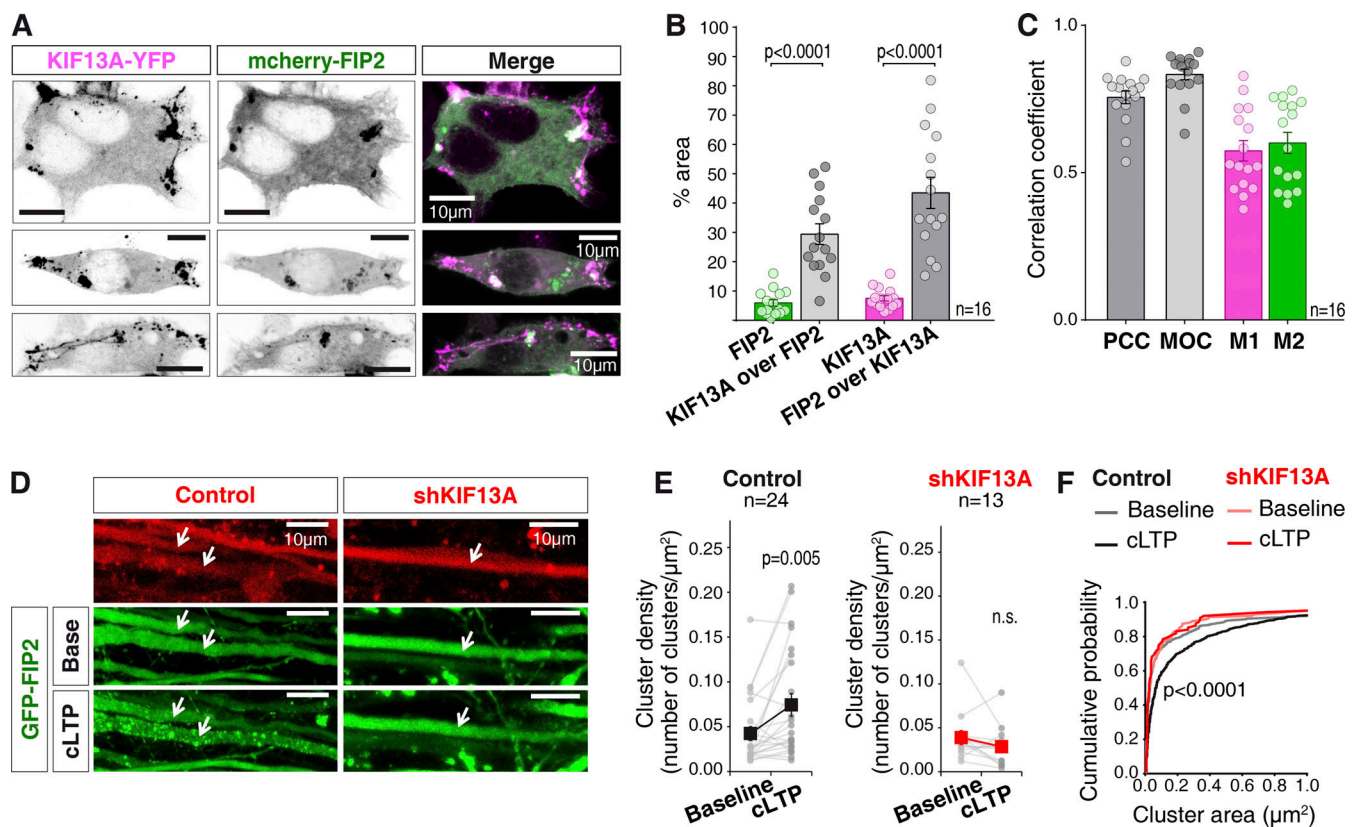 A
KIF13A-YFP
mcherry-FIP2
Merge
10μm
10μm
10μm
B
p<0.0001
p<0.0001
% area
90
80
70
60
50
40
30
20
10
n=16
FIP2
KIF13A over FIP2
KIF13A
FIP2 over KIF13A
C
Correlation coefficient
1.0
0.5
0.0
n=16
PCC
MOC
M1
M2
D
Control
shKIF13A
10μm
10μm
GFP-FIP2
Base
cLTP
E
Control
n=24
Cluster density
(number of clusters/μm²)
0.25
0.20
0.15
0.10
0.05
0.00
p=0.005
Baseline
cLTP
shKIF13A
n=13
Cluster density
(number of clusters/μm²)
0.25
0.20
0.15
0.10
0.05
0.00
n.s.
Baseline
cLTP
F
Control
shKIF13A
Baseline
Baseline
cLTP
cLTP
Cumulative probability
1.0
0.8
0.6
0.4
0.2
0.0
p<0.0001
0.0
0.2
0.4
0.6
0.8
1.0
Cluster area (μm²)